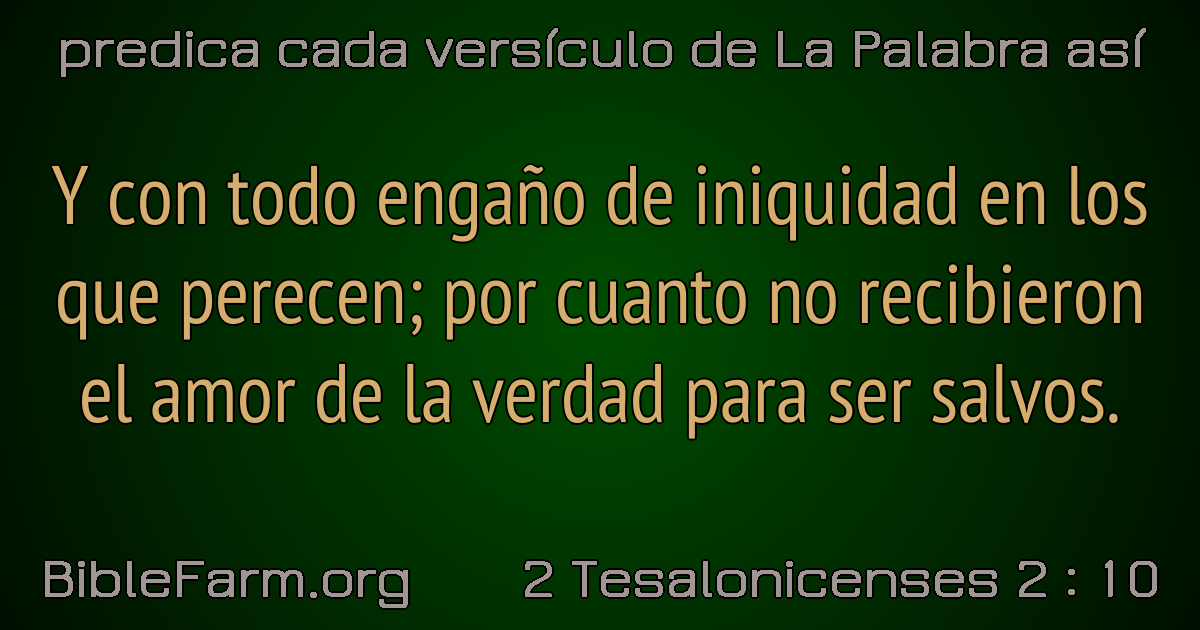 predica cada versículo de La Palabra así
Y con todo engaño de iniquidad en los
que perecen; por cuanto no recibieron
el amor de la verdad para ser salvos.
BibleFarm.org 2 Tesalonicenses 2 : 10